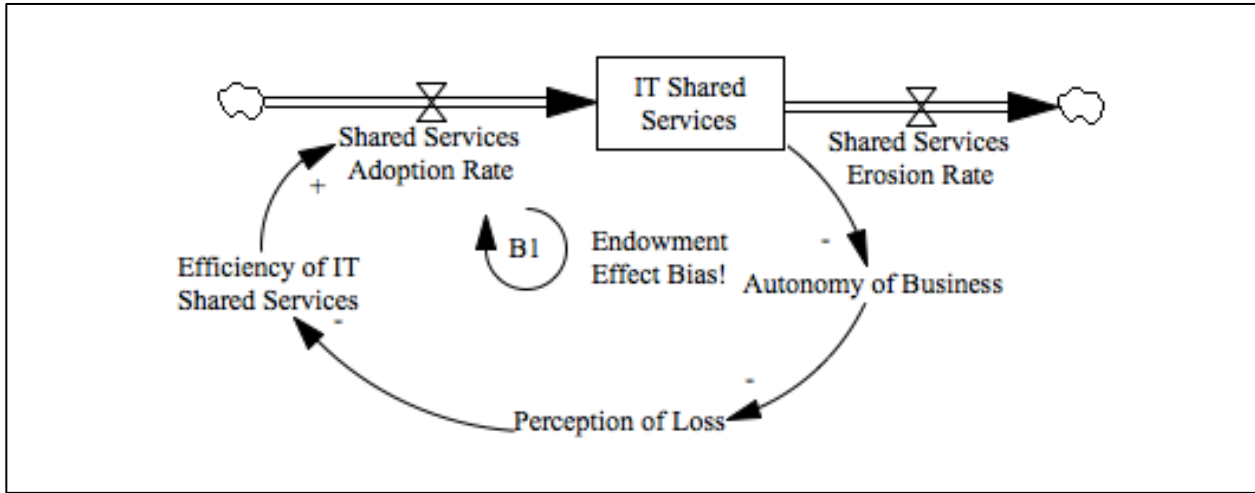 IT Shared
Services
Shared Services
Adoption Rate
Shared Services
Erosion Rate
+
B1
Endowment
Effect Bias!
-
Efficiency of IT
Shared Services
Autonomy of Business
-
-
Perception of Loss